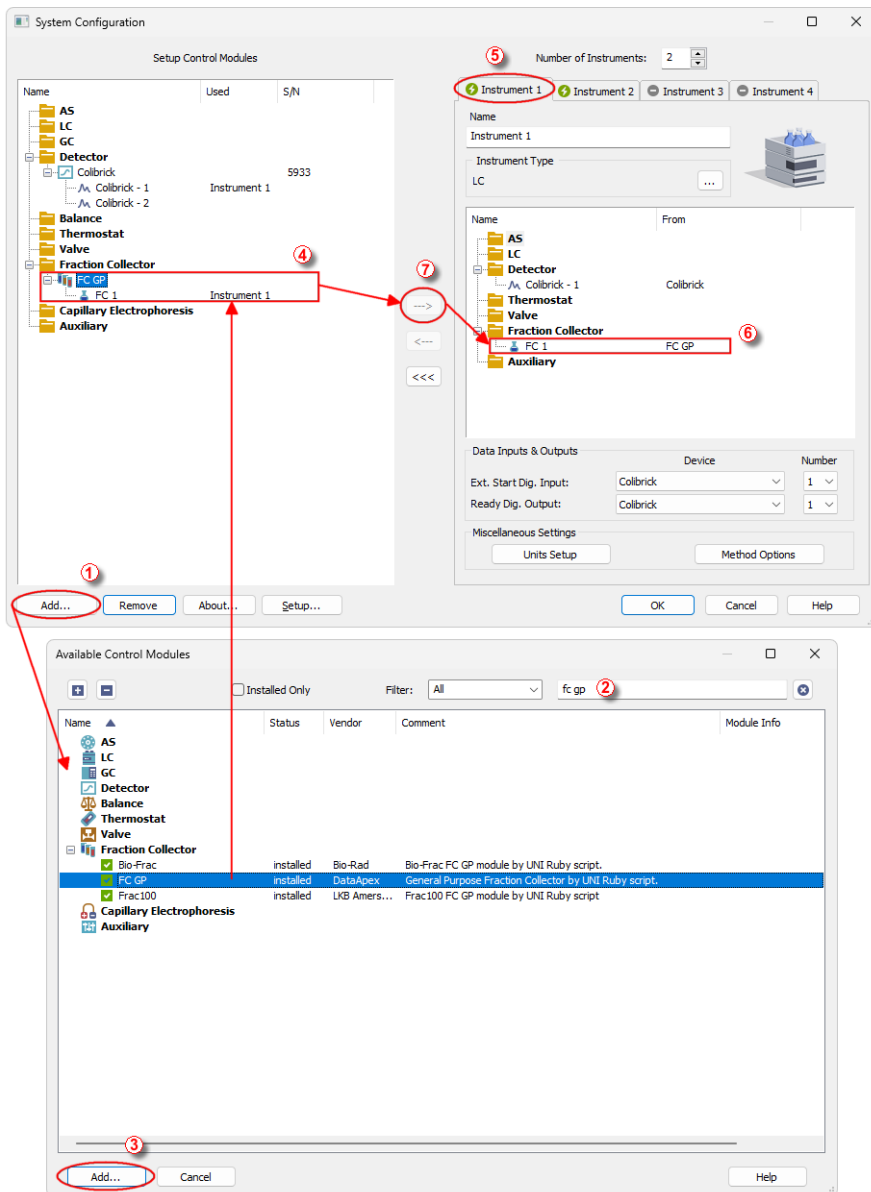 System Configuration
Setup Control Modules
⑤ Number of Instruments: 2
Name Used S/N
AS
LC
GC
Detector
Colibrick 5933
Colibrick - 1 Instrument 1
Colibrick - 2
Balance
Thermostat
Valve
Fraction Collector
④
FC GP
FC 1 Instrument 1
Capillary Electrophoresis
Auxiliary
⑦
--->
<---
<<<
Instrument 1 Instrument 2 Instrument 3 Instrument 4
Name
Instrument 1
Instrument Type
LC ...
Name From
AS
LC
Detector
Colibrick - 1 Colibrick
Thermostat
Valve
Fraction Collector
FC 1 FC GP ⑥
Auxiliary
Data Inputs & Outputs
Device Number
Ext. Start Dig. Input: Colibrick 1
Ready Dig. Output: Colibrick 1
Miscellaneous Settings
Units Setup Method Options
①
Add... Remove About... Setup... OK Cancel Help
Available Control Modules
Installed Only Filter: All fc gp ②
Name Status Vendor Comment Module Info
AS
LC
GC
Detector
Balance
Thermostat
Valve
Fraction Collector
Bio-Frac installed Bio-Rad Bio-Frac FC GP module by UNI Ruby script.
FC GP installed DataApex General Purpose Fraction Collector by UNI Ruby script.
Frac100 installed LKB Amers... Frac100 FC GP module by UNI Ruby script
Capillary Electrophoresis
Auxiliary
③
Add... Cancel Help